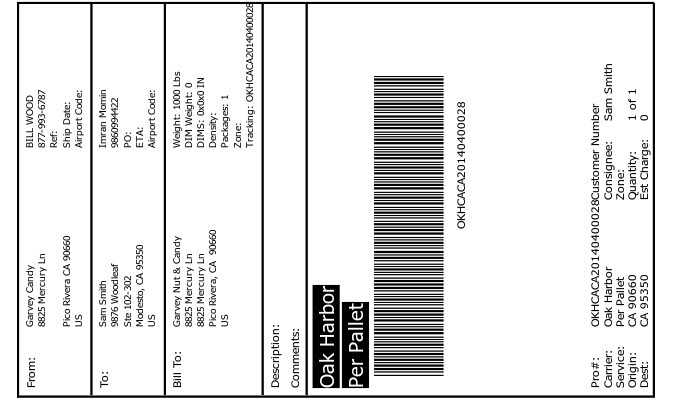 From:
Garvey Candy
8825 Mercury Ln
Pico Rivera CA 90660
US
BILL WOOD
877-993-6787
Ref:
Ship Date:
Airport Code:
To:
Sam Smith
9876 Woodleaf
Ste 102-302
Modesto, CA 95350
US
Imran Momin
9860994422
PO:
ETA:
Airport Code:
Bill To:
Garvey Nut & Candy
8825 Mercury Ln
8825 Mercury Ln
Pico Rivera, CA 90660
US
Weight: 1000 Lbs
DIM Weight: 0
DIMS: 0x0x0 IN
Density:
Packages: 1
Zone:
Tracking: OKHCACA20140400028
Description:
Comments:
Oak Harbor
Per Pallet
OKHCACA20140400028
Pro#: OKHCACA20140400028Customer Number
Carrier: Oak Harbor Consignee: Sam Smith
Service: Per Pallet Zone:
Origin: CA 90660 Quantity: 1 of 1
Dest: CA 95350 Est Charge: 0